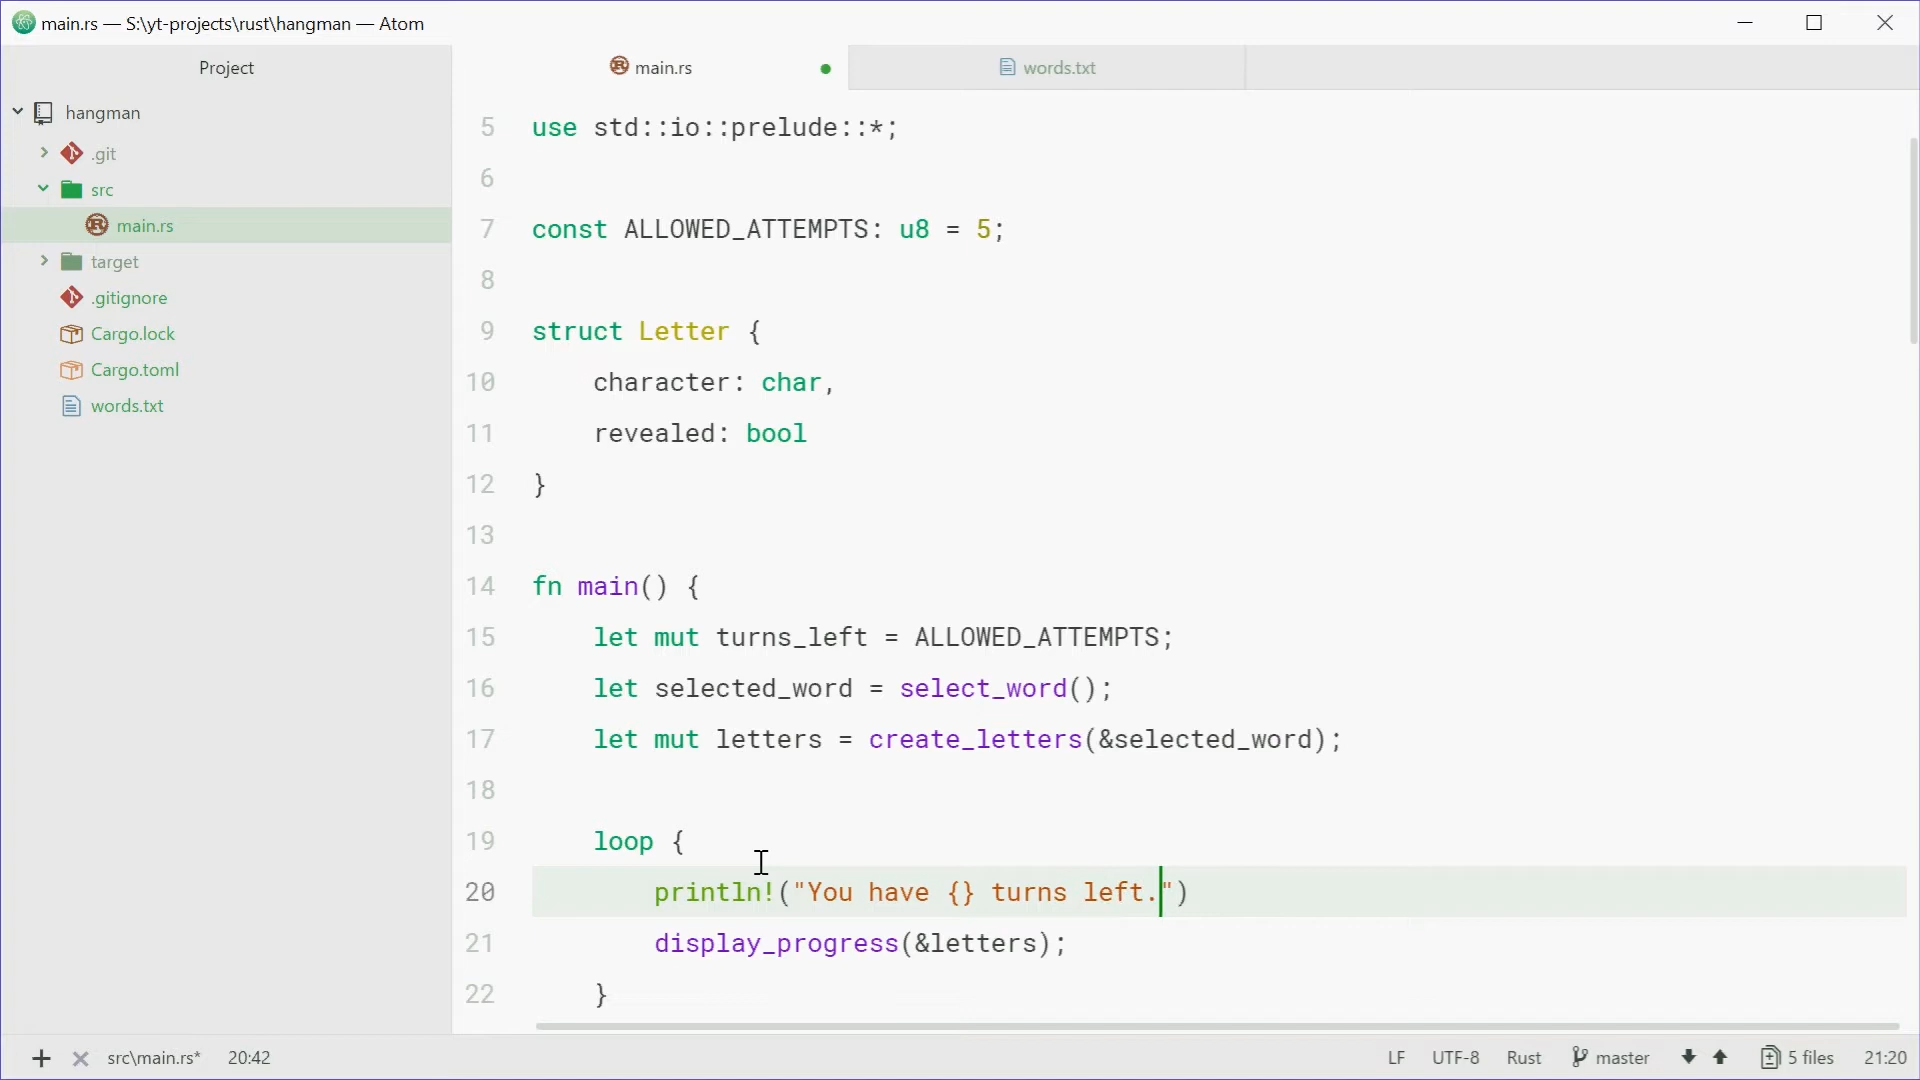 main.rs — S:\yt-projects\rust\hangman — Atom
Project
hangman
.git
src
main.rs
target
.gitignore
Cargo.lock
Cargo.toml
words.txt
main.rs
words.txt
5 use std::io::prelude::*;
6
7 const ALLOWED_ATTEMPTS: u8 = 5;
8
9 struct Letter {
10     character: char,
11     revealed: bool
12 }
13
14 fn main() {
15     let mut turns_left = ALLOWED_ATTEMPTS;
16     let selected_word = select_word();
17     let mut letters = create_letters(&selected_word);
18
19     loop {
20         println!("You have {} turns left.")
21         display_progress(&letters);
22     }
src\main.rs* 20:42 LF UTF-8 Rust master 5 files 21:20